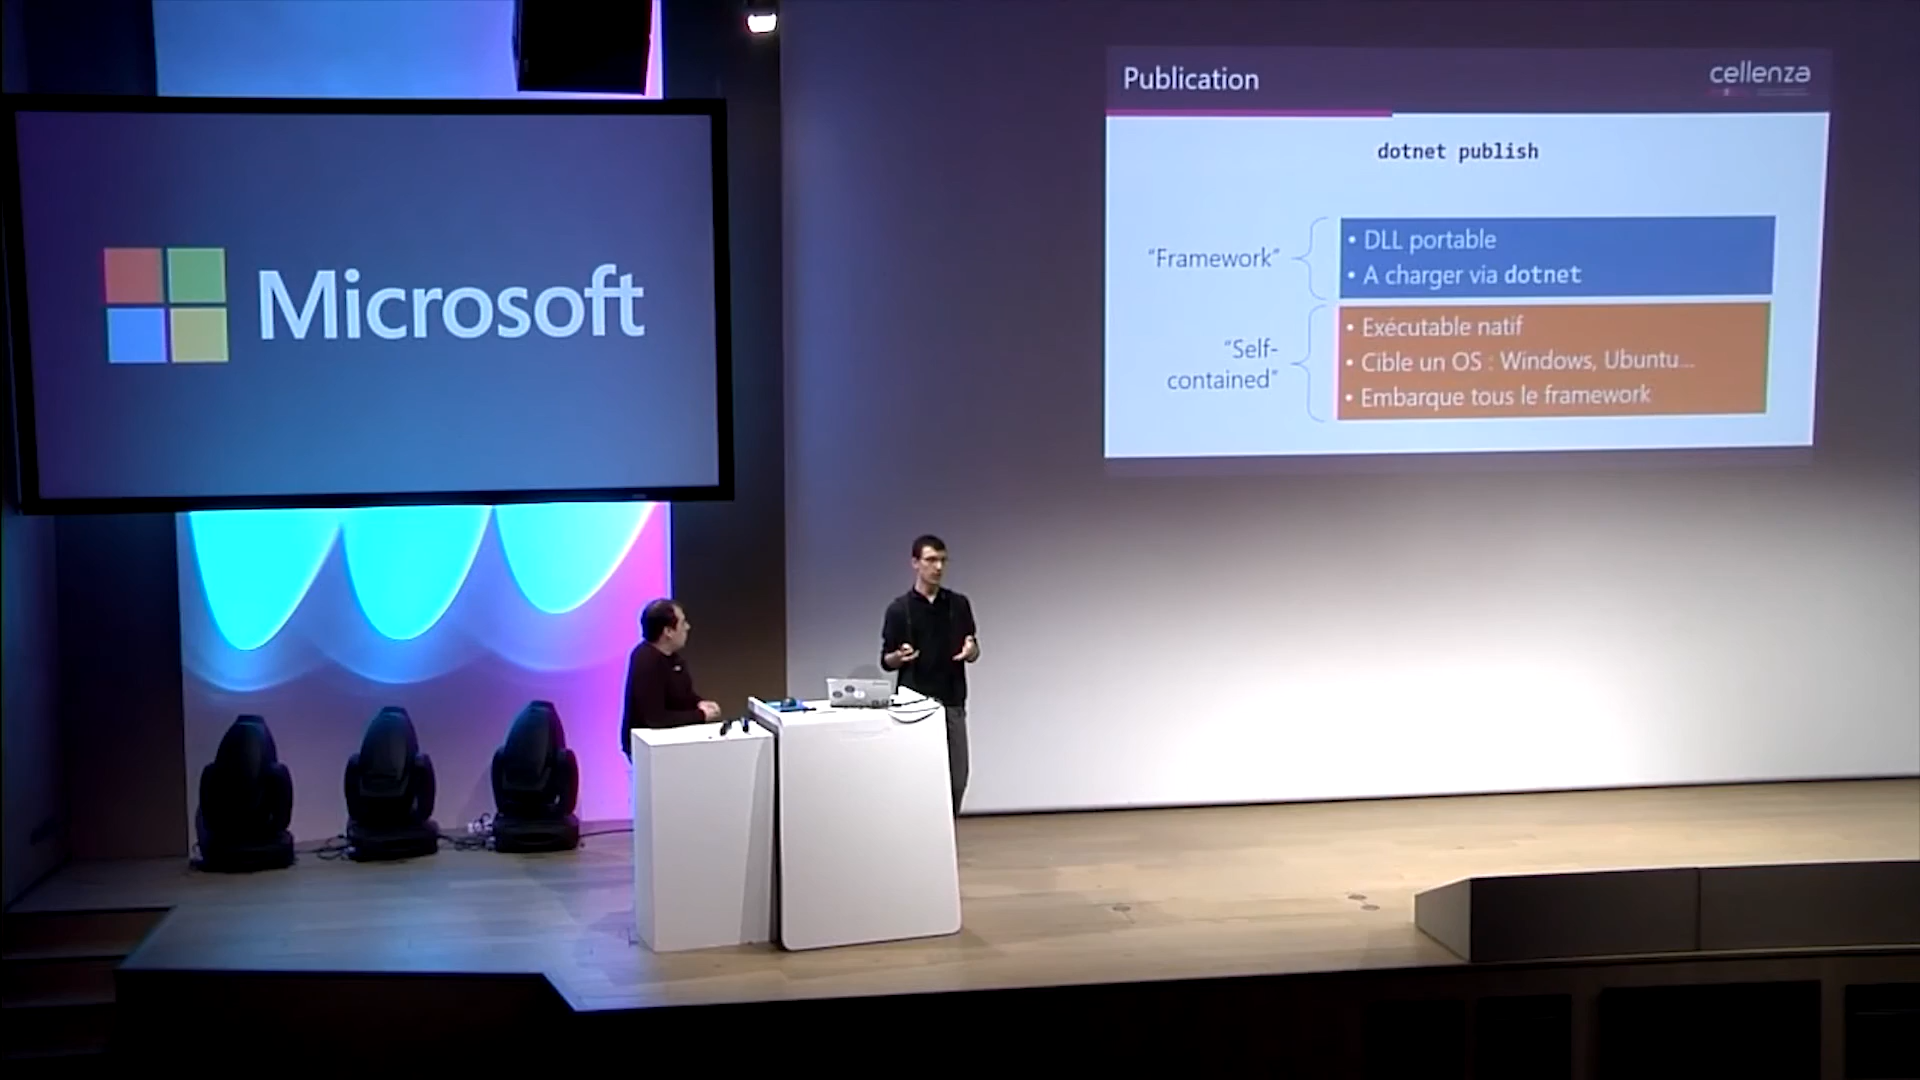 Microsoft
Publication
cellenza
dotnet publish
"Framework"
• DLL portable
• A charger via dotnet
"Self-
contained"
• Exécutable natif
• Cible un OS : Windows, Ubuntu...
• Embarque tous le framework